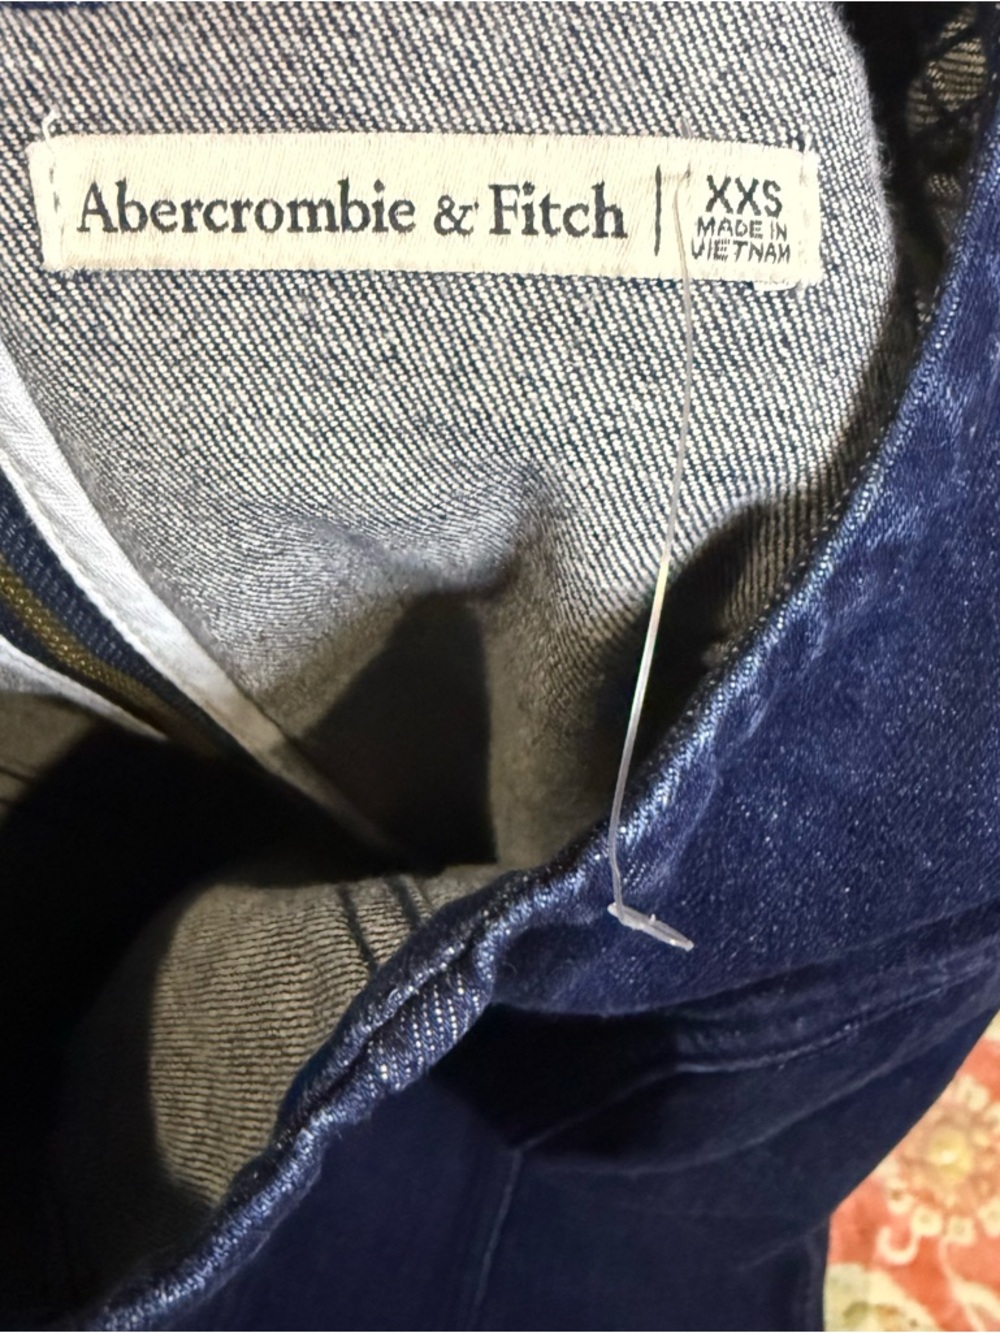 Abercrombie & Fitch | XXS
MADE IN
VIETNAM